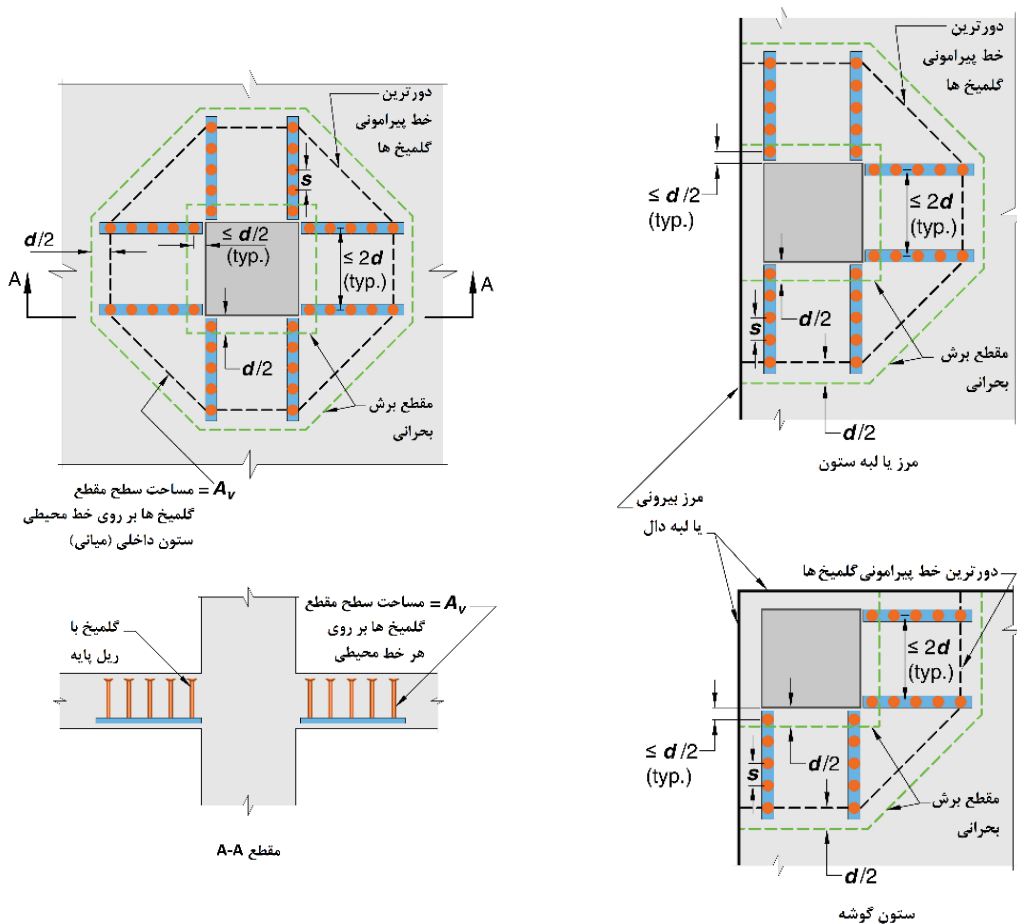 دورترین
خط پیرامونی
گلمیخ ها
s
d/2
≤ d/2
(typ.)
≤ 2d
(typ.)
A
A
d/2
مقطع برش
بحرانی
Aᵥ = مساحت سطح مقطع
گلمیخ ها بر روی خط محیطی
ستون داخلی (میانی)
گلمیخ با
ریل پایه
Aᵥ = مساحت سطح مقطع
گلمیخ ها بر روی
هر خط محیطی
مقطع A-A
دورترین
خط پیرامونی
گلمیخ ها
≤ d/2
(typ.)
≤ 2d
(typ.)
s
d/2
مقطع برش
بحرانی
d/2
مرز یا لبه ستون
مرز بیرونی
یا لبه دال
دورترین خط پیرامونی گلمیخ ها
≤ 2d
(typ.)
≤ d/2
(typ.)
s
d/2
مقطع برش
بحرانی
d/2
ستون گوشه